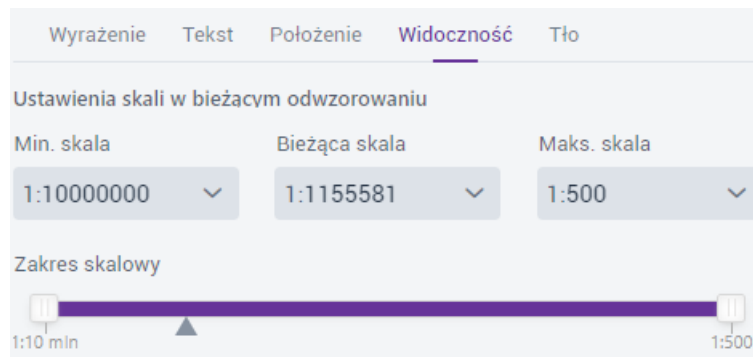 Wyrażenie Tekst Położenie Widoczność Tło
Ustawienia skali w bieżącym odwzorowaniu
Min. skala Bieżąca skala Maks. skala
1:10000000 1:1155581 1:500
Zakres skalowy
1:10 mln 1:500